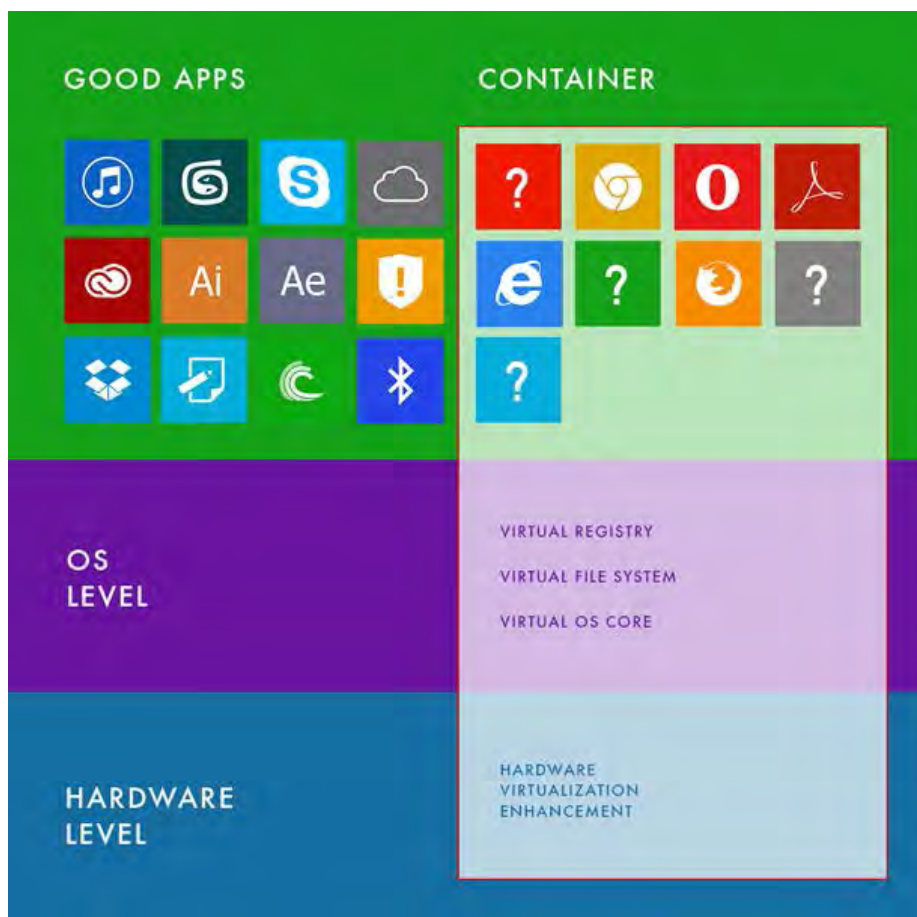 GOOD APPS
CONTAINER
S
?
O
Ai
Ae
!
e
?
?
?
OS
LEVEL
VIRTUAL REGISTRY
VIRTUAL FILE SYSTEM
VIRTUAL OS CORE
HARDWARE
LEVEL
HARDWARE
VIRTUALIZATION
ENHANCEMENT